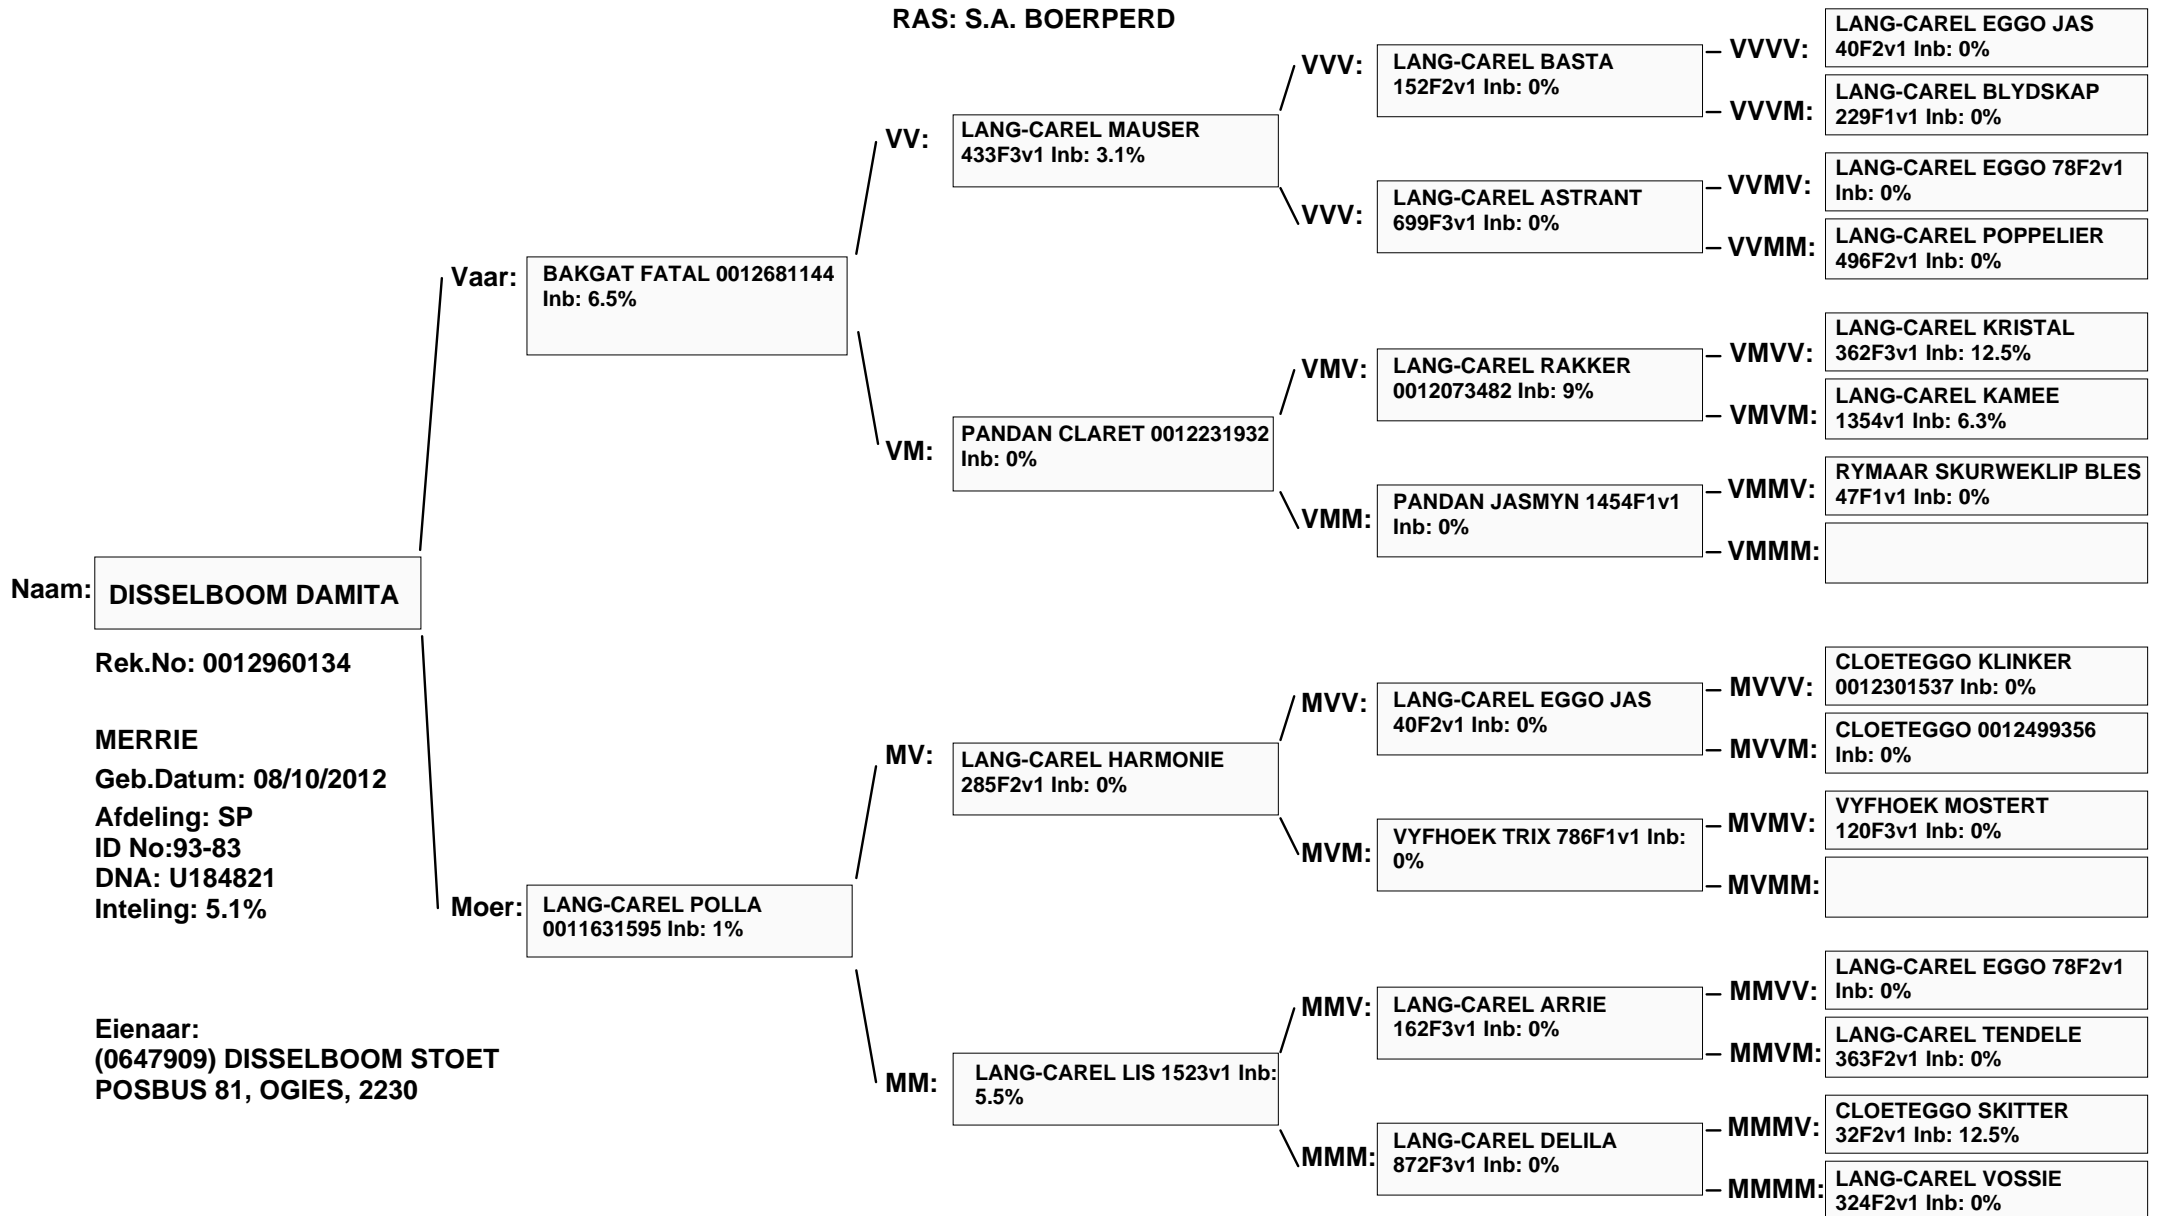 RAS: S.A. BOERPERD
Naam:
DISSELBOOM DAMITA
Rek.No: 0012960134
MERRIE
Geb.Datum: 08/10/2012
Afdeling: SP
ID No:93-83
DNA: U184821
Inteling: 5.1%
Eienaar:
(0647909) DISSELBOOM STOET
POSBUS 81, OGIES, 2230
Vaar:
BAKGAT FATAL 0012681144
Inb: 6.5%
Moer:
LANG-CAREL POLLA
0011631595 Inb: 1%
VV:
LANG-CAREL MAUSER
433F3v1 Inb: 3.1%
VM:
PANDAN CLARET 0012231932
Inb: 0%
MV:
LANG-CAREL HARMONIE
285F2v1 Inb: 0%
MM:
LANG-CAREL LIS 1523v1 Inb:
5.5%
VVV:
LANG-CAREL BASTA
152F2v1 Inb: 0%
VVV:
LANG-CAREL ASTRANT
699F3v1 Inb: 0%
VMV:
LANG-CAREL RAKKER
0012073482 Inb: 9%
VMM:
PANDAN JASMYN 1454F1v1
Inb: 0%
MVV:
LANG-CAREL EGGO JAS
40F2v1 Inb: 0%
MVM:
VYFHOEK TRIX 786F1v1 Inb:
0%
MMV:
LANG-CAREL ARRIE
162F3v1 Inb: 0%
MMM:
LANG-CAREL DELILA
872F3v1 Inb: 0%
VVVV:
LANG-CAREL EGGO JAS
40F2v1 Inb: 0%
VVVM:
LANG-CAREL BLYDSKAP
229F1v1 Inb: 0%
VVMV:
LANG-CAREL EGGO 78F2v1
Inb: 0%
VVMM:
LANG-CAREL POPPELIER
496F2v1 Inb: 0%
VMVV:
LANG-CAREL KRISTAL
362F3v1 Inb: 12.5%
VMVM:
LANG-CAREL KAMEE
1354v1 Inb: 6.3%
VMMV:
RYMAAR SKURWEKLIP BLES
47F1v1 Inb: 0%
VMMM:
MVVV:
CLOETEGGO KLINKER
0012301537 Inb: 0%
MVVM:
CLOETEGGO 0012499356
Inb: 0%
MVMV:
VYFHOEK MOSTERT
120F3v1 Inb: 0%
MVMM:
MMVV:
LANG-CAREL EGGO 78F2v1
Inb: 0%
MMVM:
LANG-CAREL TENDELE
363F2v1 Inb: 0%
MMMV:
CLOETEGGO SKITTER
32F2v1 Inb: 12.5%
MMMM:
LANG-CAREL VOSSIE
324F2v1 Inb: 0%